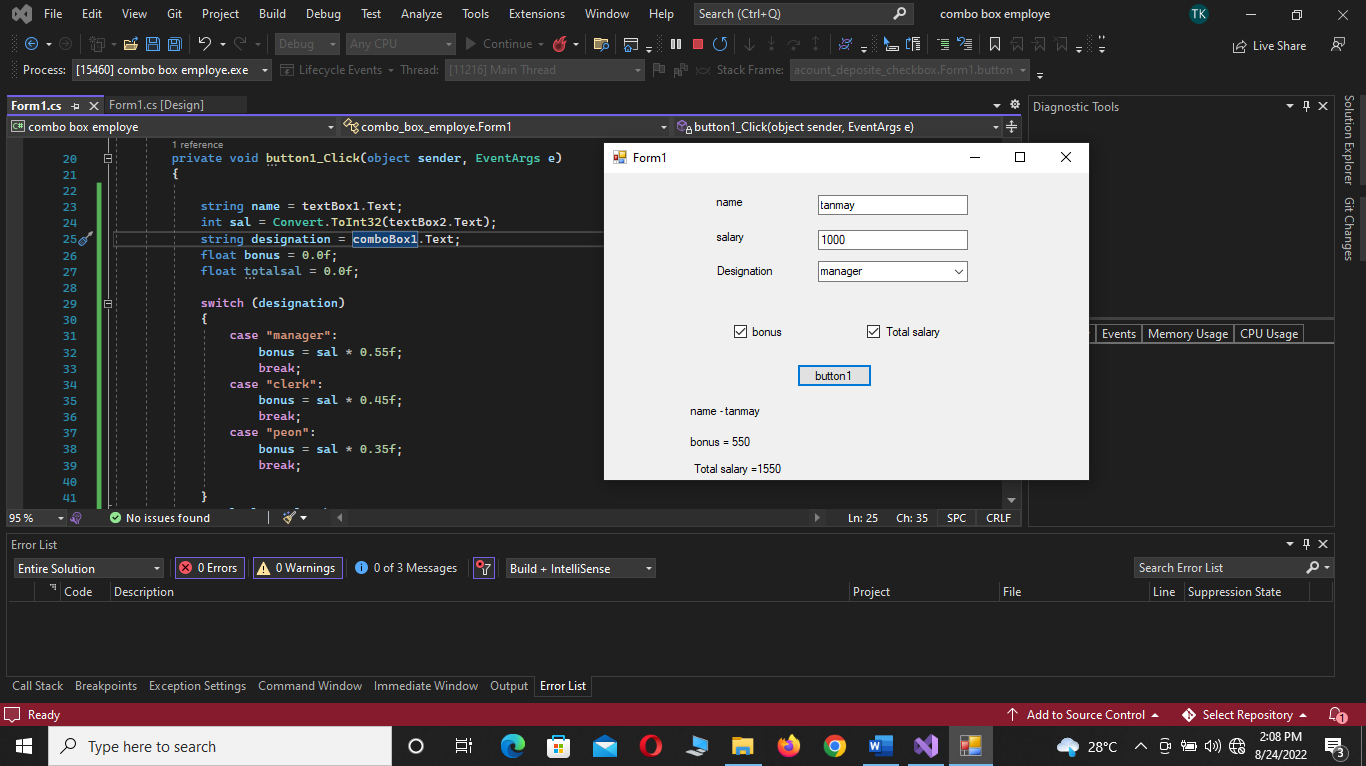 File Edit View Git Project Build Debug Test Analyze Tools Extensions Window Help Search (Ctrl+Q) combo box employe TK
Debug Any CPU Continue Live Share
Process: [15460] combo box employe.exe Lifecycle Events Thread: [11216] Main Thread Stack Frame: acount_deposite_checkbox.Form1.button
Form1.cs Form1.cs [Design]
combo box employe combo_box_employe.Form1 button1_Click(object sender, EventArgs e)
1 reference
20 private void button1_Click(object sender, EventArgs e)
21 {
22
23 string name = textBox1.Text;
24 int sal = Convert.ToInt32(textBox2.Text);
25 string designation = comboBox1.Text;
26 float bonus = 0.0f;
27 float totalsal = 0.0f;
28
29 switch (designation)
30 {
31 case "manager":
32 bonus = sal * 0.55f;
33 break;
34 case "clerk":
35 bonus = sal * 0.45f;
36 break;
37 case "peon":
38 bonus = sal * 0.35f;
39 break;
40
41 }
Form1
name tanmay
salary 1000
Designation manager
bonus Total salary
button1
name - tanmay
bonus = 550
Total salary =1550
Diagnostic Tools
Events Memory Usage CPU Usage
Solution Explorer
Git Changes
95 % No issues found Ln: 25 Ch: 35 SPC CRLF
Error List
Entire Solution 0 Errors 0 Warnings 0 of 3 Messages Build + IntelliSense Search Error List
Code Description Project File Line Suppression State
Call Stack Breakpoints Exception Settings Command Window Immediate Window Output Error List
Ready Add to Source Control Select Repository 1
Type here to search 28°C 2:08 PM
8/24/2022 3